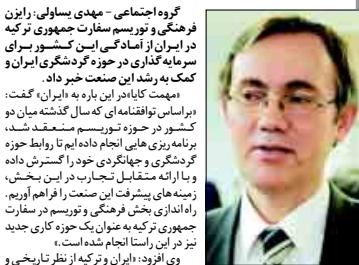 گروه اجتماعی - مهدی یساولی: رایزن
فرهنگی و توریسم سفارت جمهوری ترکیه
در ایران از آمادگی این کشور برای
سرمایه گذاری در حوزه گردشگری ایران و
کمک به رشد این صنعت خبر داد.
«مهمت کایا»در این باره به «ایران» گفت:
«براساس توافقنامه ای که سال گذشته میان دو
کشور در حوزه توریسم منعقد شد،
برنامه ریزی هایی انجام داده ایم تا روابط حوزه
گردشگری و جهانگردی خود را گسترش داده
و با ارائه متقابل تجارب در این بخش،
زمینه های پیشرفت این صنعت را فراهم آوریم.
راه اندازی بخش فرهنگی و توریسم در سفارت
جمهوری ترکیه به عنوان یک حوزه کاری جدید
نیز در این راستا انجام شده است.»
وی افزود: «ایران و ترکیه از نظر تاریخی و